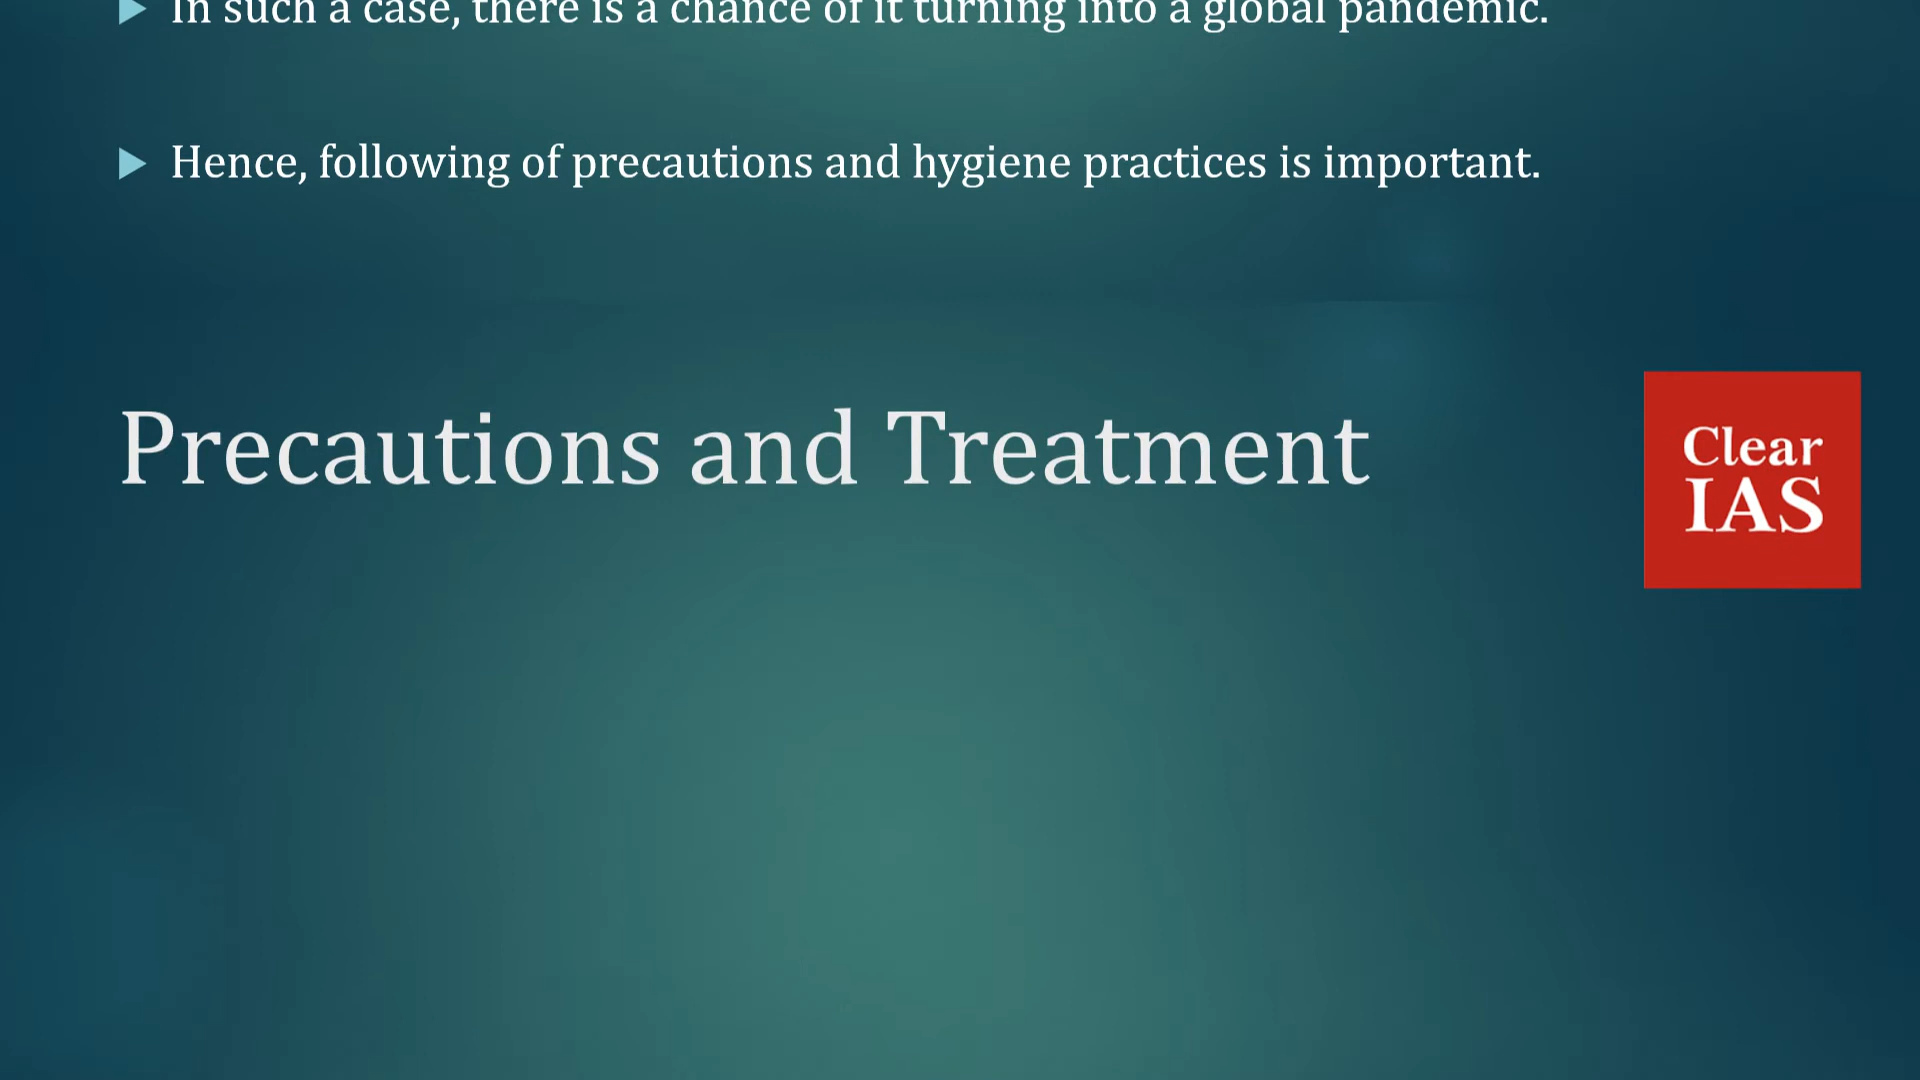 In such a case, there is a chance of it turning into a global pandemic.
Hence, following of precautions and hygiene practices is important.
Precautions and Treatment
Clear
IAS